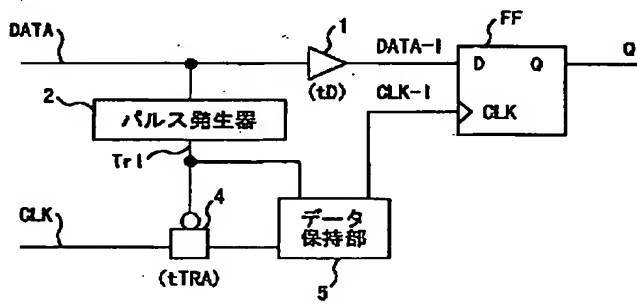 DATA
1
(tD)
DATA-I
FF
D
Q
Q
CLK-I
CLK
2
パルス発生器
Tr1
4
CLK
(tTRA)
データ
保持部
5